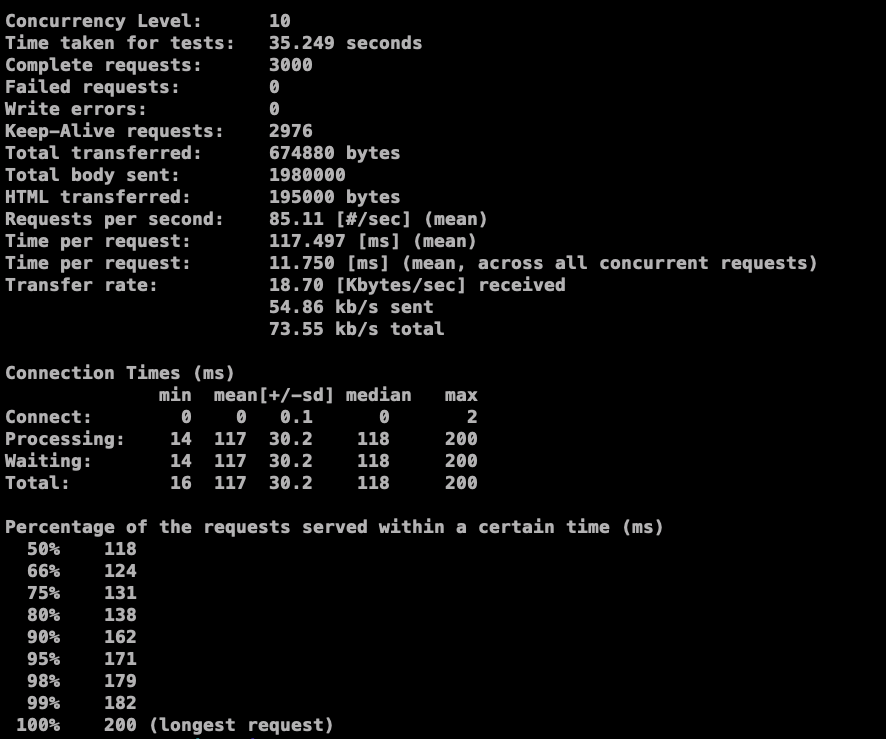 Concurrency Level:      10
Time taken for tests:   35.249 seconds
Complete requests:      3000
Failed requests:        0
Write errors:           0
Keep-Alive requests:    2976
Total transferred:      674880 bytes
Total body sent:        1980000
HTML transferred:       195000 bytes
Requests per second:    85.11 [#/sec] (mean)
Time per request:       117.497 [ms] (mean)
Time per request:       11.750 [ms] (mean, across all concurrent requests)
Transfer rate:          18.70 [Kbytes/sec] received
                        54.86 kb/s sent
                        73.55 kb/s total

Connection Times (ms)
              min  mean[+/-sd] median   max
Connect:        0    0   0.1      0       2
Processing:    14  117  30.2    118     200
Waiting:       14  117  30.2    118     200
Total:         16  117  30.2    118     200

Percentage of the requests served within a certain time (ms)
  50%    118
  66%    124
  75%    131
  80%    138
  90%    162
  95%    171
  98%    179
  99%    182
 100%    200 (longest request)